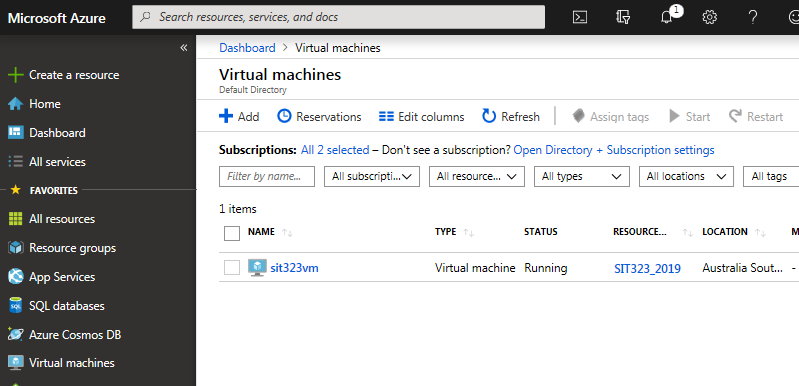 Microsoft Azure
Search resources, services, and docs
1
«
Create a resource
Home
Dashboard
All services
FAVORITES
All resources
Resource groups
App Services
SQL databases
Azure Cosmos DB
Virtual machines
Dashboard > Virtual machines
Virtual machines
Default Directory
Add Reservations Edit columns Refresh Assign tags Start Restart
Subscriptions: All 2 selected – Don't see a subscription? Open Directory + Subscription settings
Filter by name... All subscripti... All resource... All types All locations All tags
1 items
NAME TYPE STATUS RESOURCE... LOCATION M
sit323vm Virtual machine Running SIT323_2019 Australia Sout... -